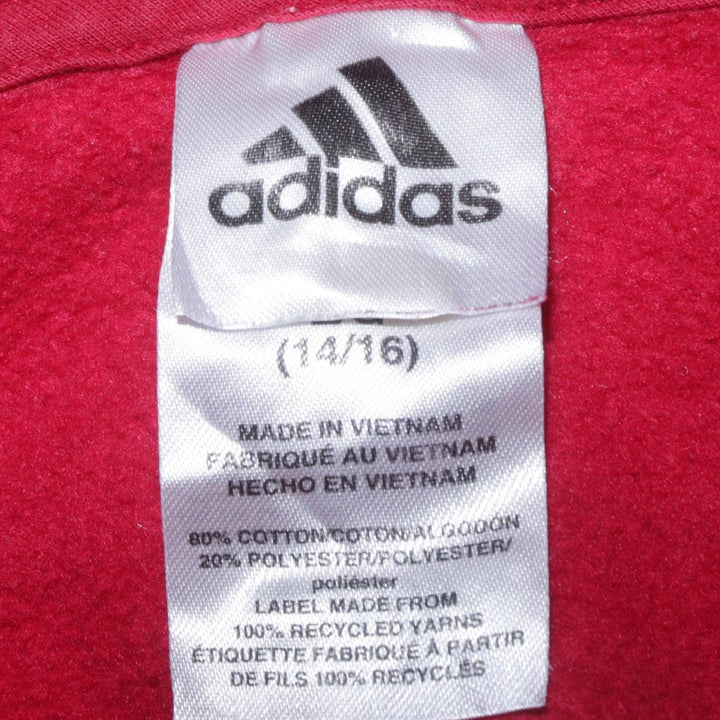 adidas
(14/16)
MADE IN VIETNAM
FABRIQUÉ AU VIETNAM
HECHO EN VIETNAM
80% COTTON/COTON/ALGODÓN
20% POLYESTER/POLYESTER/
poliéster
LABEL MADE FROM
100% RECYCLED YARNS
ÉTIQUETTE FABRIQUÉ À PARTIR
DE FILS 100% RECYCLÉS